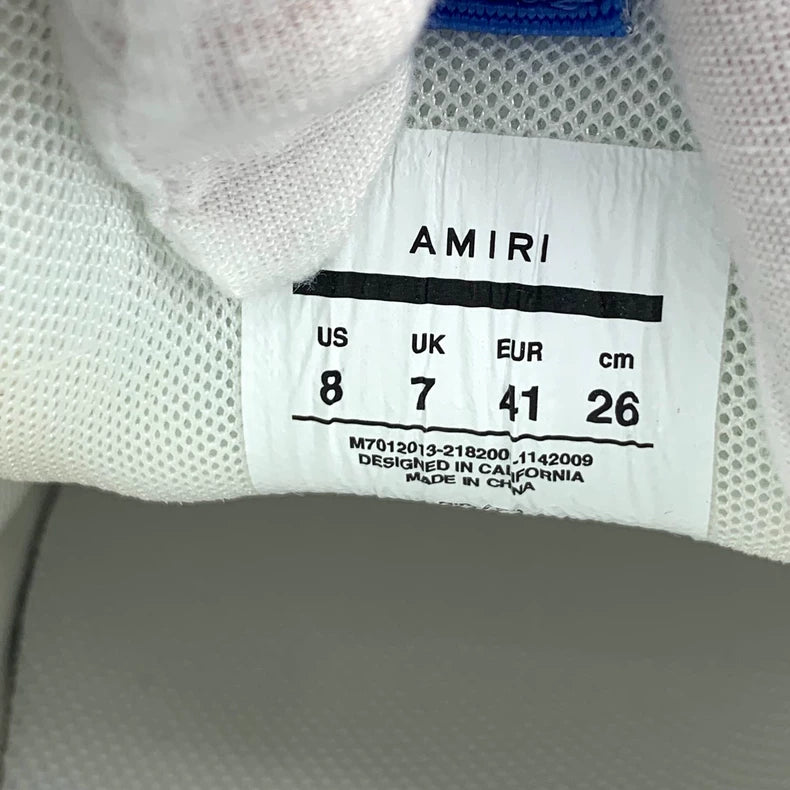 AMIRI
US UK EUR cm
8 7 41 26
M7012013-218200 1142009
DESIGNED IN CALIFORNIA
MADE IN CHINA